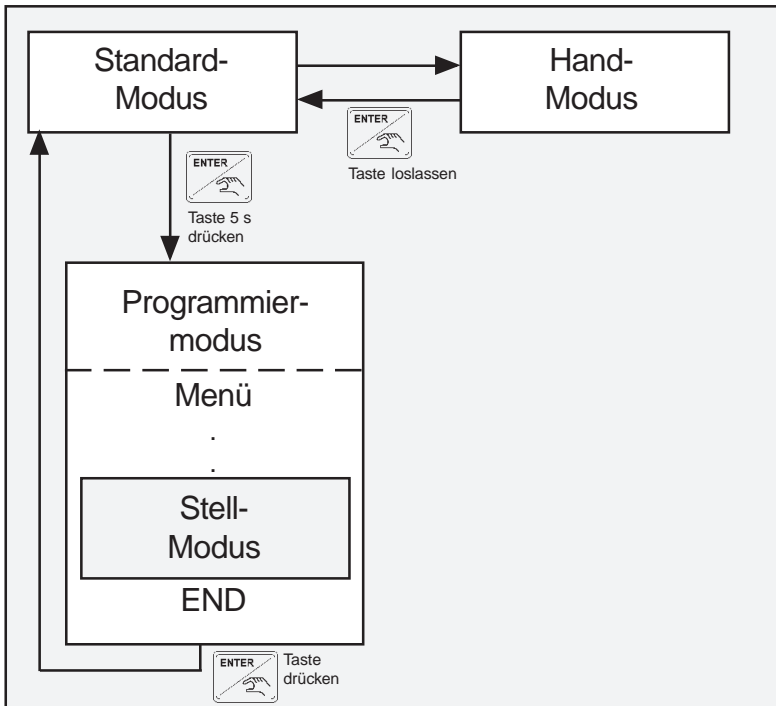 Standard-
Modus
Hand-
Modus
ENTER
Taste loslassen
ENTER
Taste 5 s
drücken
Programmier-
modus
Menü
.
.
Stell-
Modus
END
ENTER
Taste
drücken